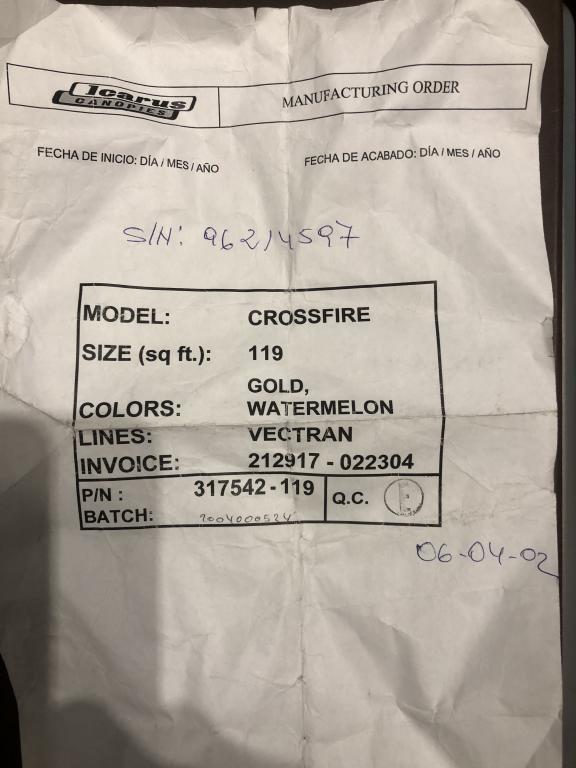 Icarus
CANOPIES
MANUFACTURING ORDER
FECHA DE INICIO: DÍA / MES / AÑO
FECHA DE ACABADO: DÍA / MES / AÑO
S/N: 96214597
MODEL: CROSSFIRE
SIZE (sq ft.): 119
COLORS: GOLD, WATERMELON
LINES: VECTRAN
INVOICE: 212917 - 022304
P/N : 317542-119
Q.C.
BATCH: 2004000524
06-04-02